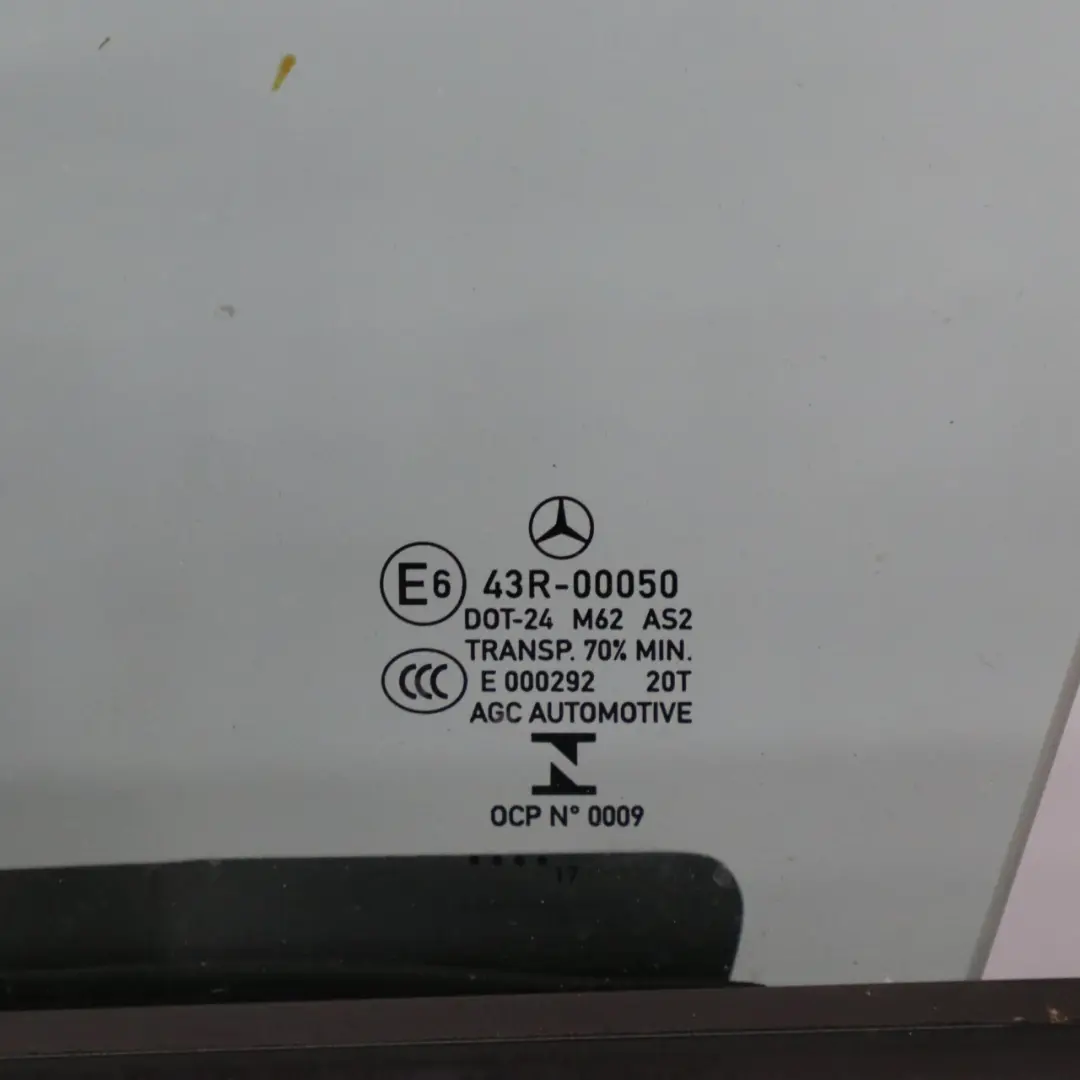 E6 43R-00050
DOT-24 M62 AS2
TRANSP. 70% MIN.
CCC E 000292 20T
AGC AUTOMOTIVE
OCP N° 0009
17